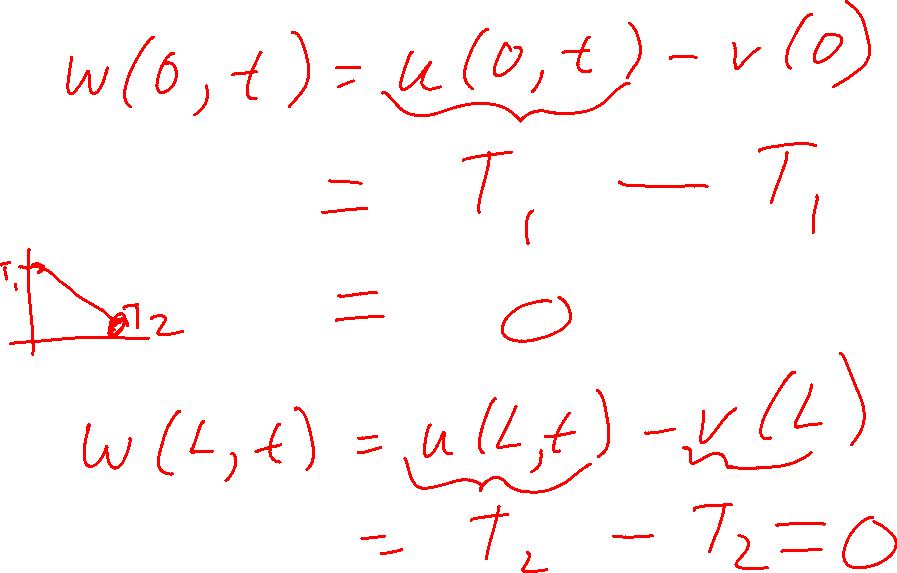 w(0,t) = u(0,t) - v(0)
= T₁ — T₁
= 0
T₁
T2
w(L,t) = u(L,t) - v(L)
= T₂ - T₂ = 0